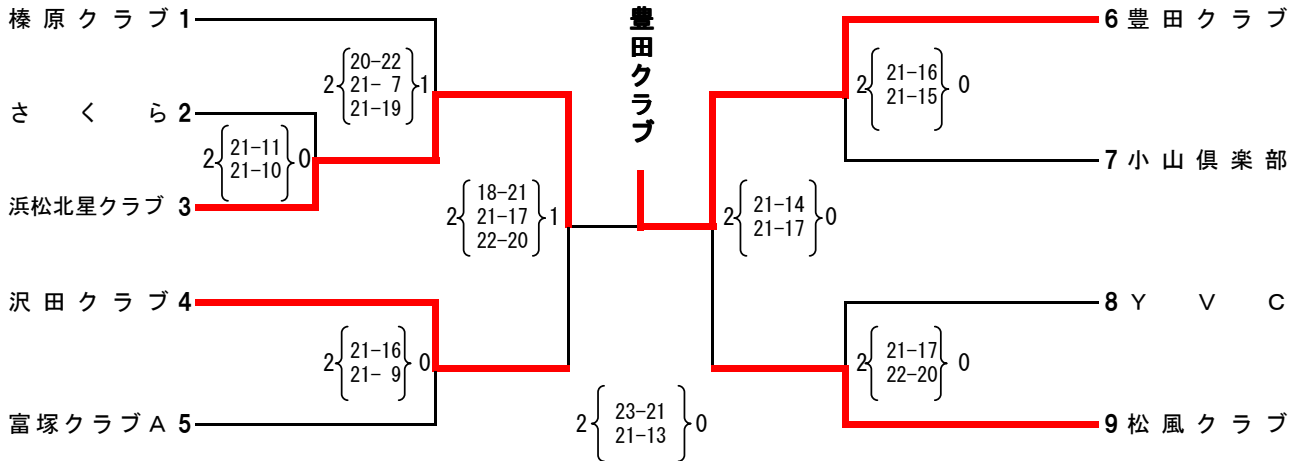 榛原クラブ 1
さくら 2
浜松北星クラブ 3
沢田クラブ 4
富塚クラブA 5
2 { 20-22 21- 7 21-19 } 1
2 { 21-11 21-10 } 0
2 { 18-21 21-17 22-20 } 1
2 { 21-16 21- 9 } 0
豊田クラブ
2 { 23-21 21-13 } 0
2 { 21-16 21-15 } 0
2 { 21-14 21-17 } 0
2 { 21-17 22-20 } 0
6 豊田クラブ
7 小山倶楽部
8 YVC
9 松風クラブ